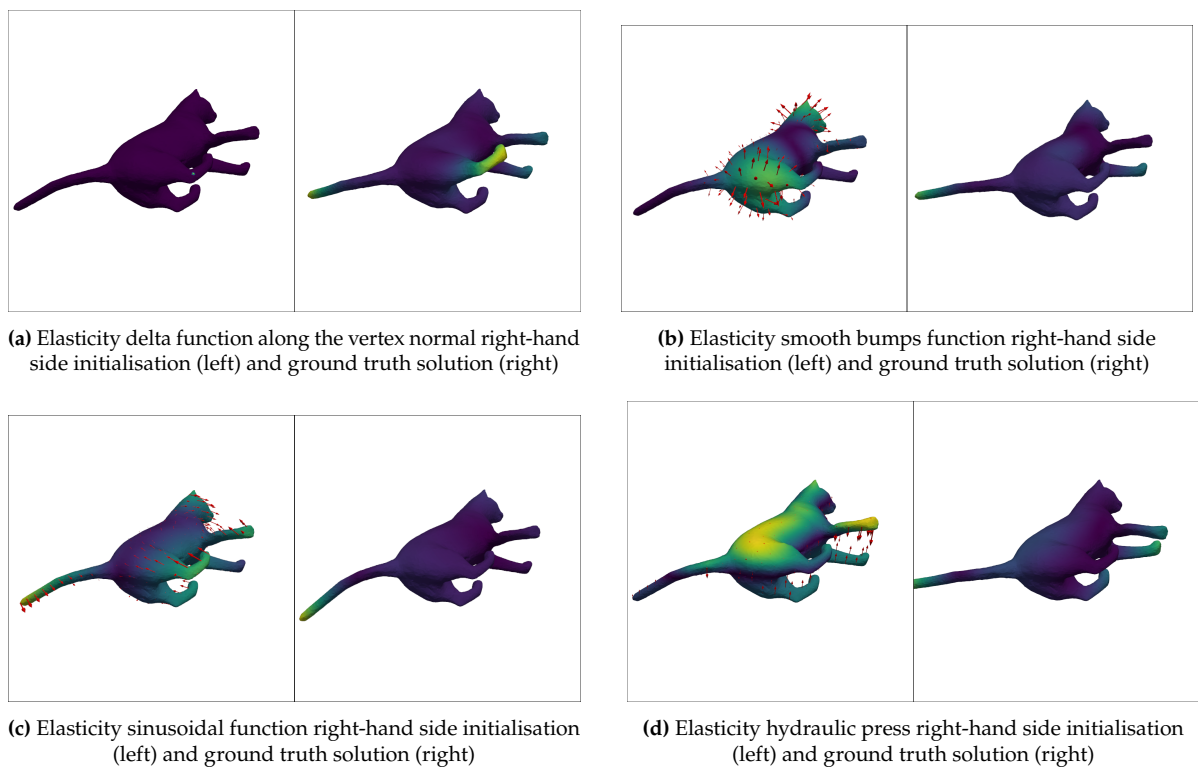 (a) Elasticity delta function along the vertex normal right-hand
side initialisation (left) and ground truth solution (right)
(b) Elasticity smooth bumps function right-hand side
initialisation (left) and ground truth solution (right)
(c) Elasticity sinusoidal function right-hand side initialisation
(left) and ground truth solution (right)
(d) Elasticity hydraulic press right-hand side initialisation
(left) and ground truth solution (right)